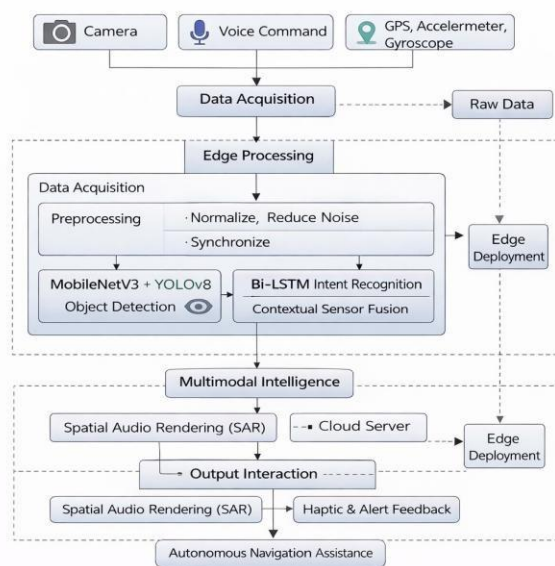 Camera
Voice Command
GPS, Accelermeter,
Gyroscope
Data Acquisition
Raw Data
Edge Processing
Data Acquisition
Preprocessing
· Normalize, Reduce Noise
· Synchronize
Edge
Deployment
MobileNetV3 + YOLOv8
Object Detection
Bi-LSTM Intent Recognition
Contextual Sensor Fusion
Multimodal Intelligence
Spatial Audio Rendering (SAR)
Cloud Server
Edge
Deployment
Output Interaction
Spatial Audio Rendering (SAR)
Haptic & Alert Feedback
Autonomous Navigation Assistance